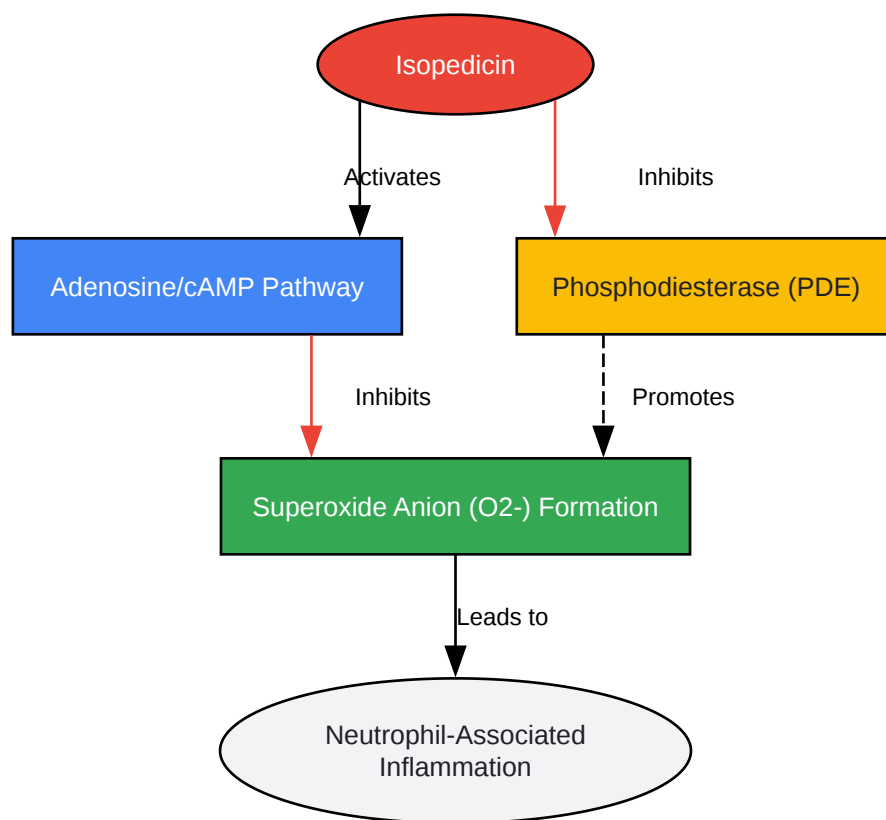 Isopedicin
Activates
Inhibits
Adenosine/cAMP Pathway
Phosphodiesterase (PDE)
Inhibits
Promotes
Superoxide Anion (O2-) Formation
Leads to
Neutrophil-Associated
Inflammation